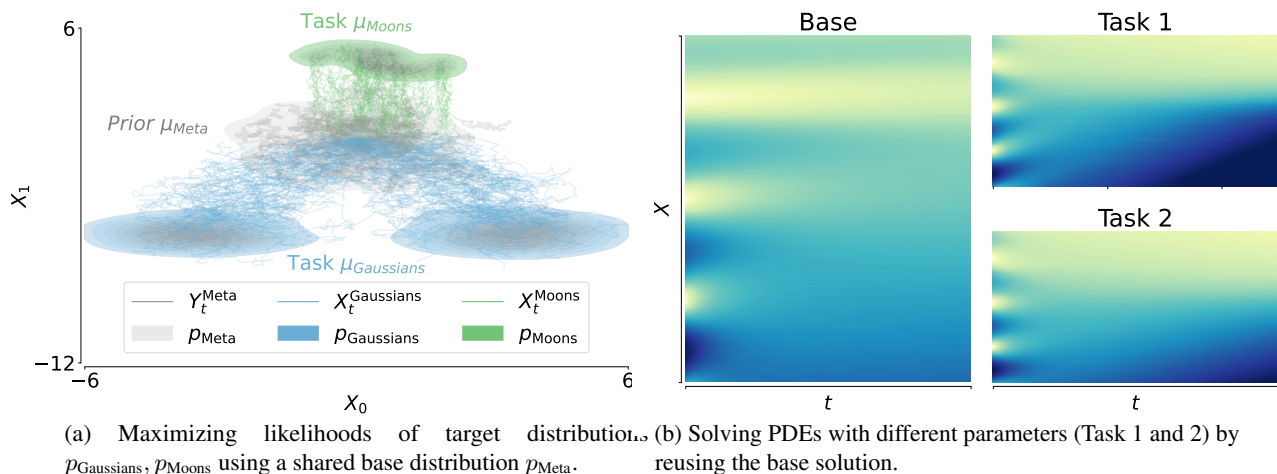 6
Task μ_Moons
Prior μ_Meta
X_1
Task μ_Gaussians
Y_t^Meta X_t^Gaussians X_t^Moons
p_Meta p_Gaussians p_Moons
-12
-6 6
X_0
(a) Maximizing likelihoods of target distributions
p_Gaussians, p_Moons using a shared base distribution p_Meta.
Base
X
t
Task 1
Task 2
t
(b) Solving PDEs with different parameters (Task 1 and 2) by
reusing the base solution.